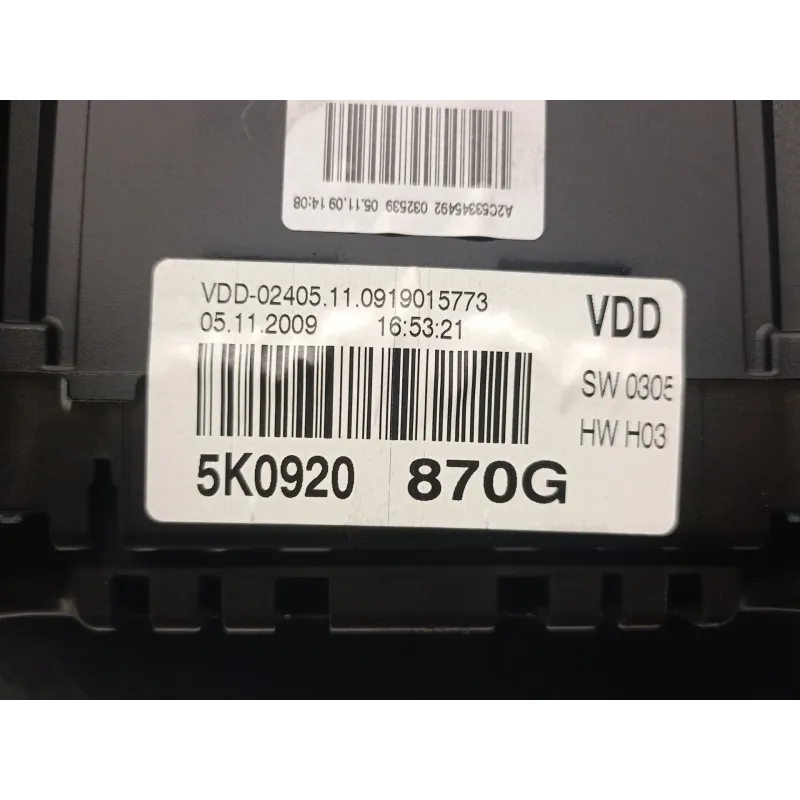 A2C53345492 032539 05.11.09 14:08
VDD-02405.11.0919015773
05.11.2009 16:53:21
VDD
SW 0305
HW H03
5K0920 870G